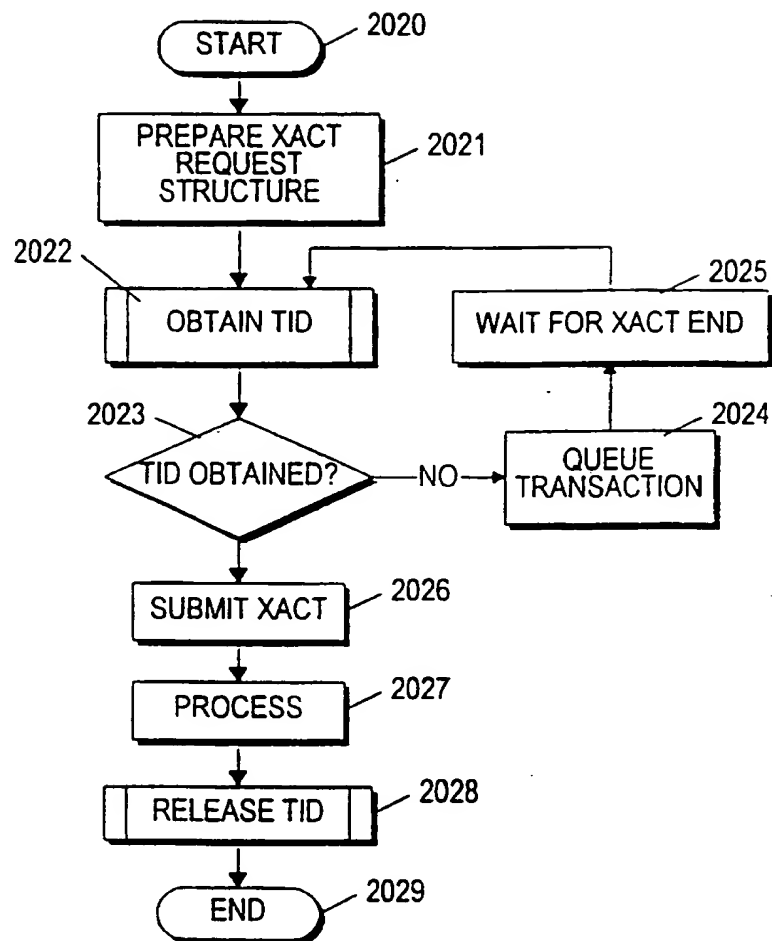 START
2020
PREPARE XACT
REQUEST
STRUCTURE
2021
2022
OBTAIN TID
2025
WAIT FOR XACT END
2023
TID OBTAINED?
NO
2024
QUEUE
TRANSACTION
SUBMIT XACT
2026
PROCESS
2027
RELEASE TID
2028
END
2029